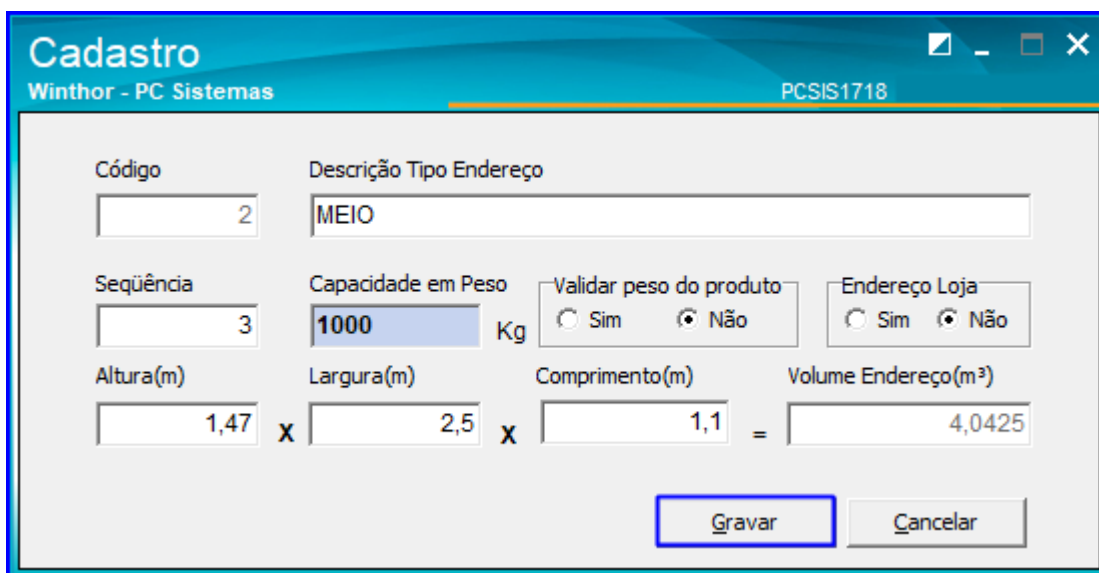 Cadastro
Winthor - PC Sistemas PCSIS1718
Código Descrição Tipo Endereço
2 MEIO
Seqüência Capacidade em Peso Validar peso do produto Endereço Loja
3 1000 Kg Sim Não Sim Não
Altura(m) Largura(m) Comprimento(m) Volume Endereço(m³)
1,47 X 2,5 X 1,1 = 4,0425
Gravar Cancelar